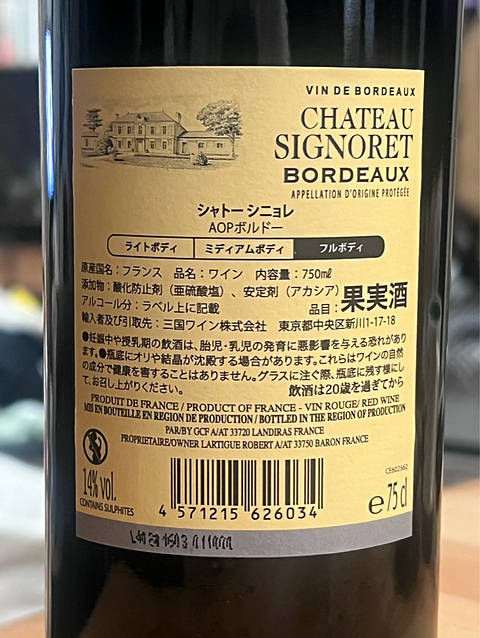 VIN DE BORDEAUX
CHATEAU
SIGNORET
BORDEAUX
APPELLATION D'ORIGINE PROTÉGÉE
シャトー シニョレ
AOPボルドー
ライトボディ ミディアムボディ フルボディ
原産国名：フランス 品名：ワイン 内容量：750㎖
添加物：酸化防止剤（亜硫酸塩）、安定剤（アカシア）
アルコール分：ラベル上に記載 品目：果実酒
輸入者及び引取先：三国ワイン株式会社 東京都中央区新川1-17-18
●妊娠中や授乳期の飲酒は、胎児・乳児の発育に悪影響を与える恐れがあり
ます。●瓶底にオリや結晶が沈殿する場合があります。これらはワインの自然
の成分で健康を害することはありません。グラスに注ぐ際、瓶底に残す様にし
て、お召し上がりください。 飲酒は20歳を過ぎてから
PRODUIT DE FRANCE / PRODUCT OF FRANCE - VIN ROUGE/ RED WINE
MIS EN BOUTEILLE EN REGION DE PRODUCTION / BOTTLED IN THE REGION OF PRODUCTION
PAR/BY GCF A/AT 33720 LANDIRAS FRANCE
PROPRIETAIRE/OWNER LARTIGUE ROBERT A/AT 33750 BARON FRANCE
CE602562
14% vol.
CONTAINS SULPHITES
4 571215 626034
e 75 cl